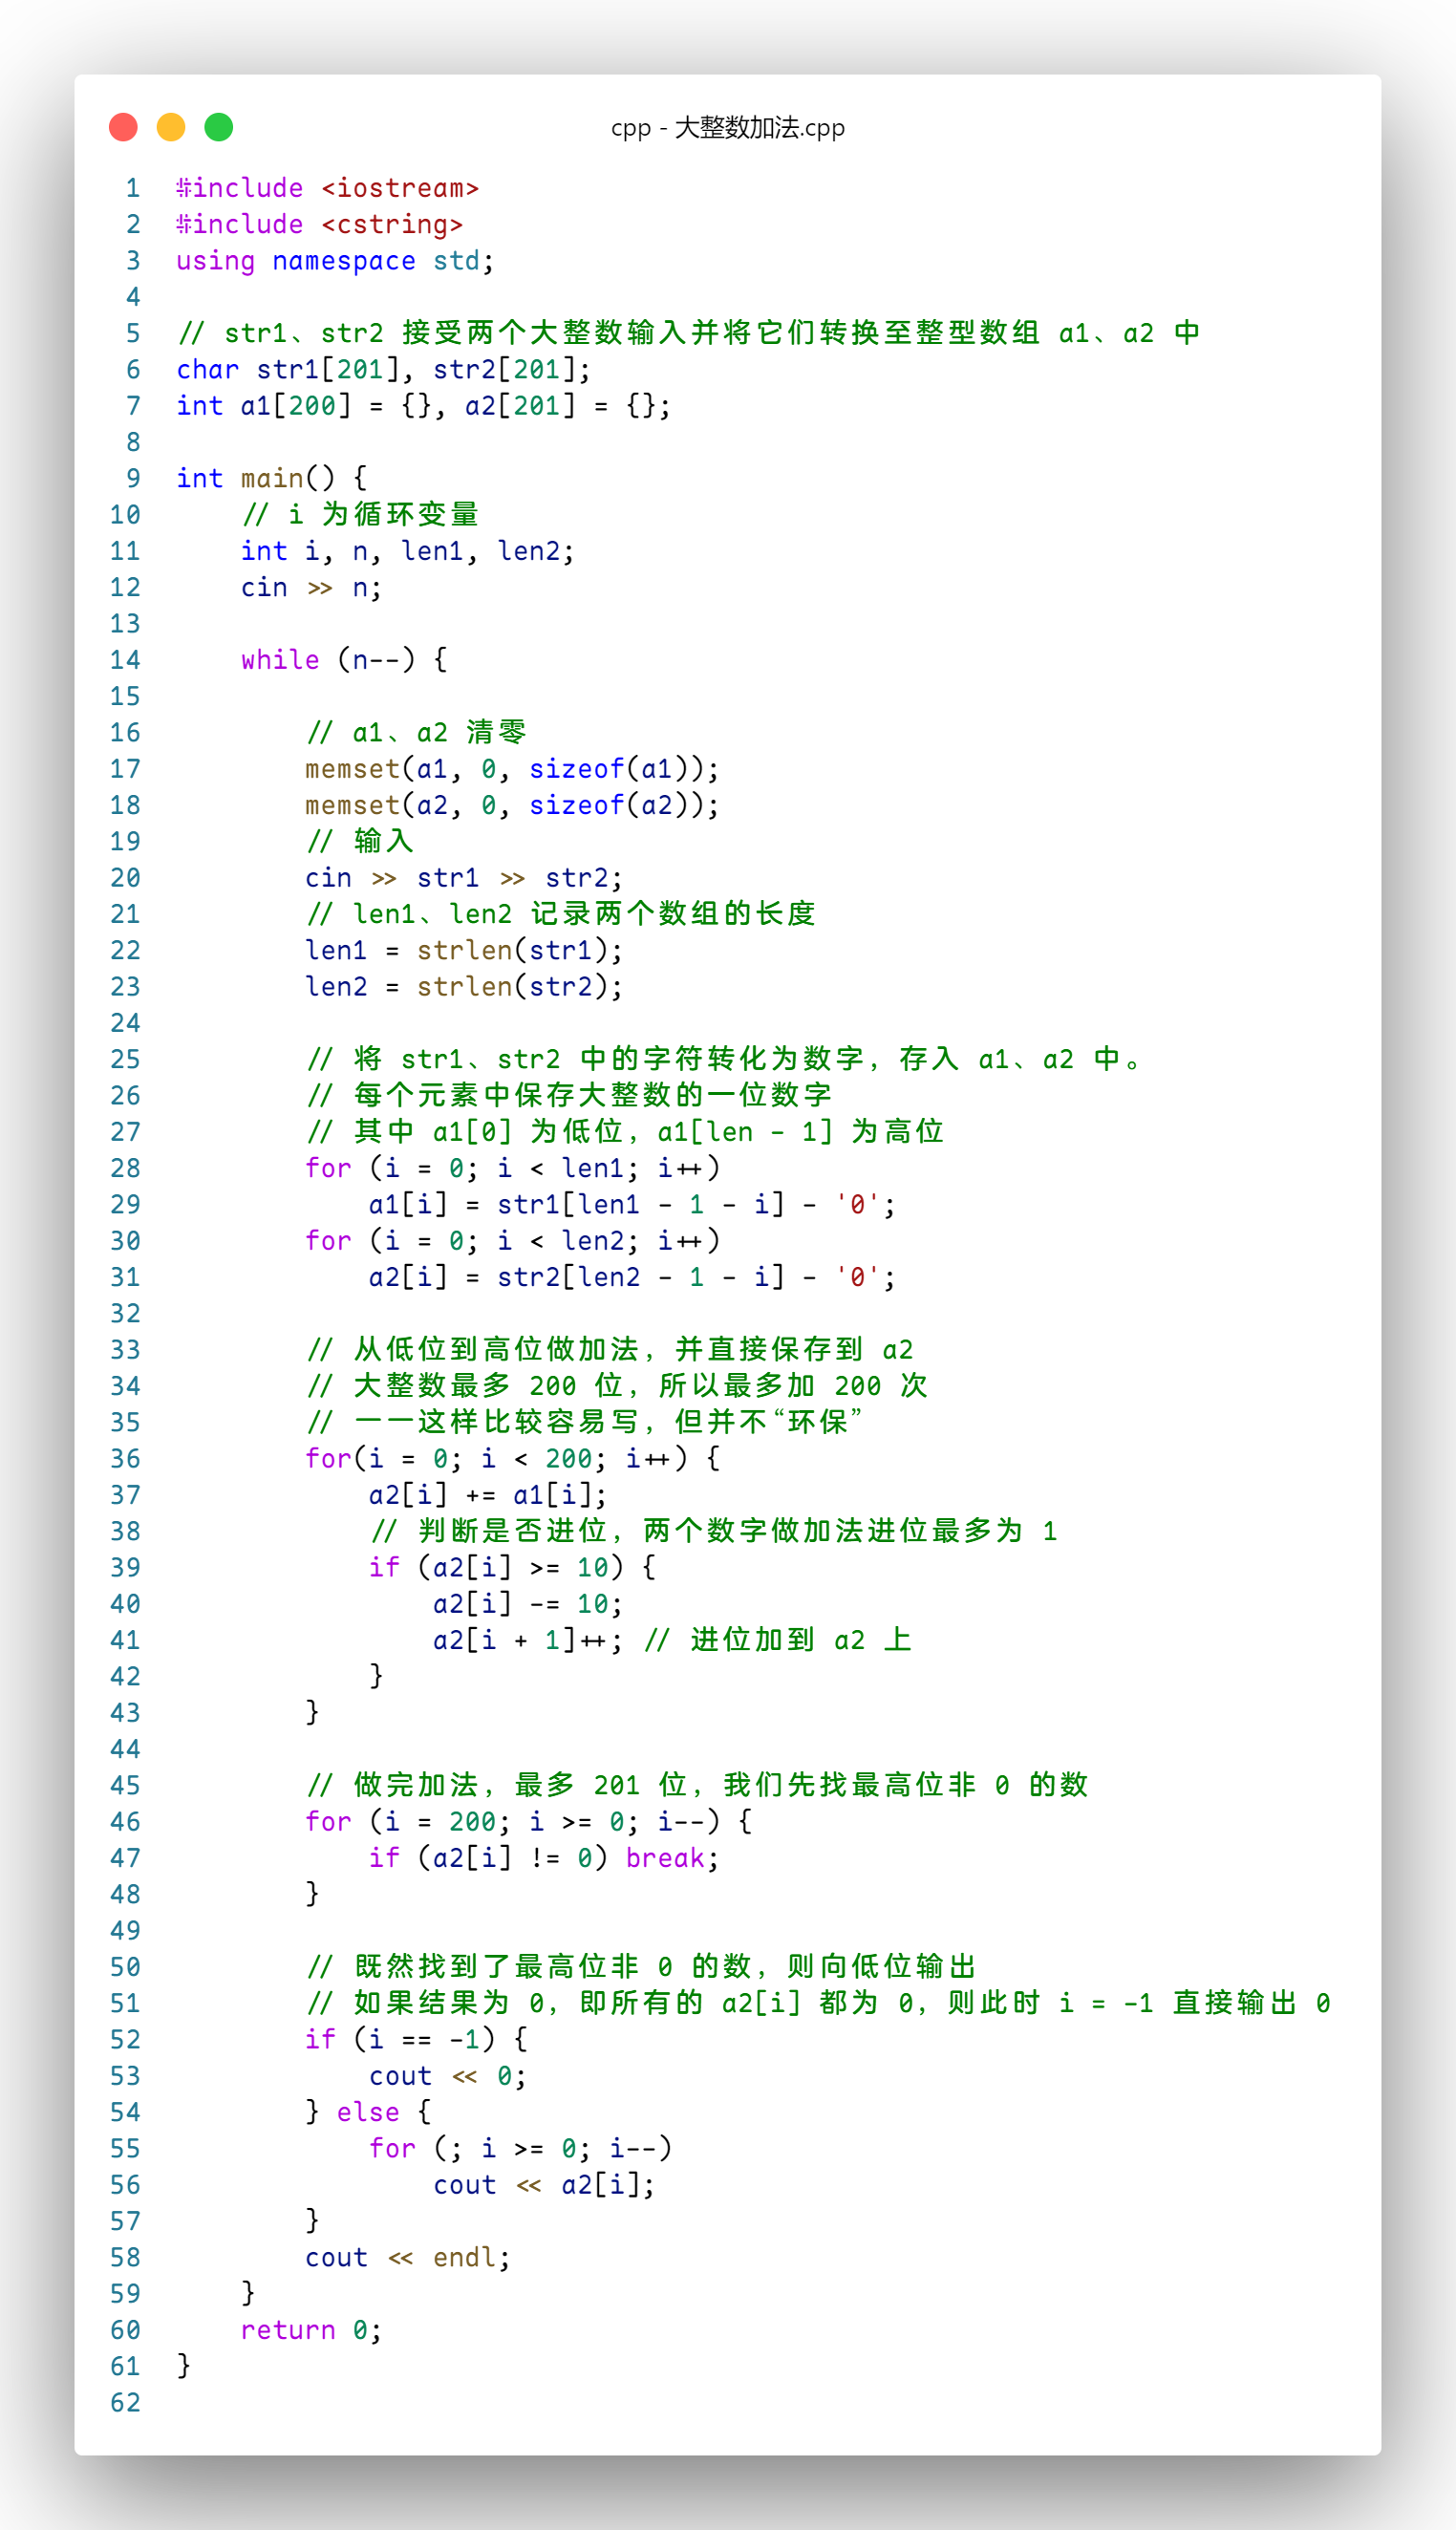 cpp - 大整数加法.cpp
1 #include <iostream>
2 #include <cstring>
3 using namespace std;
4
5 // str1、str2 接受两个大整数输入并将它们转换至整型数组 a1、a2 中
6 char str1[201], str2[201];
7 int a1[200] = {}, a2[201] = {};
8
9 int main() {
10     // i 为循环变量
11     int i, n, len1, len2;
12     cin >> n;
13
14     while (n--) {
15
16         // a1、a2 清零
17         memset(a1, 0, sizeof(a1));
18         memset(a2, 0, sizeof(a2));
19         // 输入
20         cin >> str1 >> str2;
21         // len1、len2 记录两个数组的长度
22         len1 = strlen(str1);
23         len2 = strlen(str2);
24
25         // 将 str1、str2 中的字符转化为数字，存入 a1、a2 中。
26         // 每个元素中保存大整数的一位数字
27         // 其中 a1[0] 为低位，a1[len - 1] 为高位
28         for (i = 0; i < len1; i++)
29             a1[i] = str1[len1 - 1 - i] - '0';
30         for (i = 0; i < len2; i++)
31             a2[i] = str2[len2 - 1 - i] - '0';
32
33         // 从低位到高位做加法，并直接保存到 a2
34         // 大整数最多 200 位，所以最多加 200 次
35         // 一一这样比较容易写，但并不“环保”
36         for(i = 0; i < 200; i++) {
37             a2[i] += a1[i];
38             // 判断是否进位，两个数字做加法进位最多为 1
39             if (a2[i] >= 10) {
40                 a2[i] -= 10;
41                 a2[i + 1]++; // 进位加到 a2 上
42             }
43         }
44
45         // 做完加法，最多 201 位，我们先找最高位非 0 的数
46         for (i = 200; i >= 0; i--) {
47             if (a2[i] != 0) break;
48         }
49
50         // 既然找到了最高位非 0 的数，则向低位输出
51         // 如果结果为 0，即所有的 a2[i] 都为 0，则此时 i = -1 直接输出 0
52         if (i == -1) {
53             cout << 0;
54         } else {
55             for (; i >= 0; i--)
56                 cout << a2[i];
57         }
58         cout << endl;
59     }
60     return 0;
61 }
62